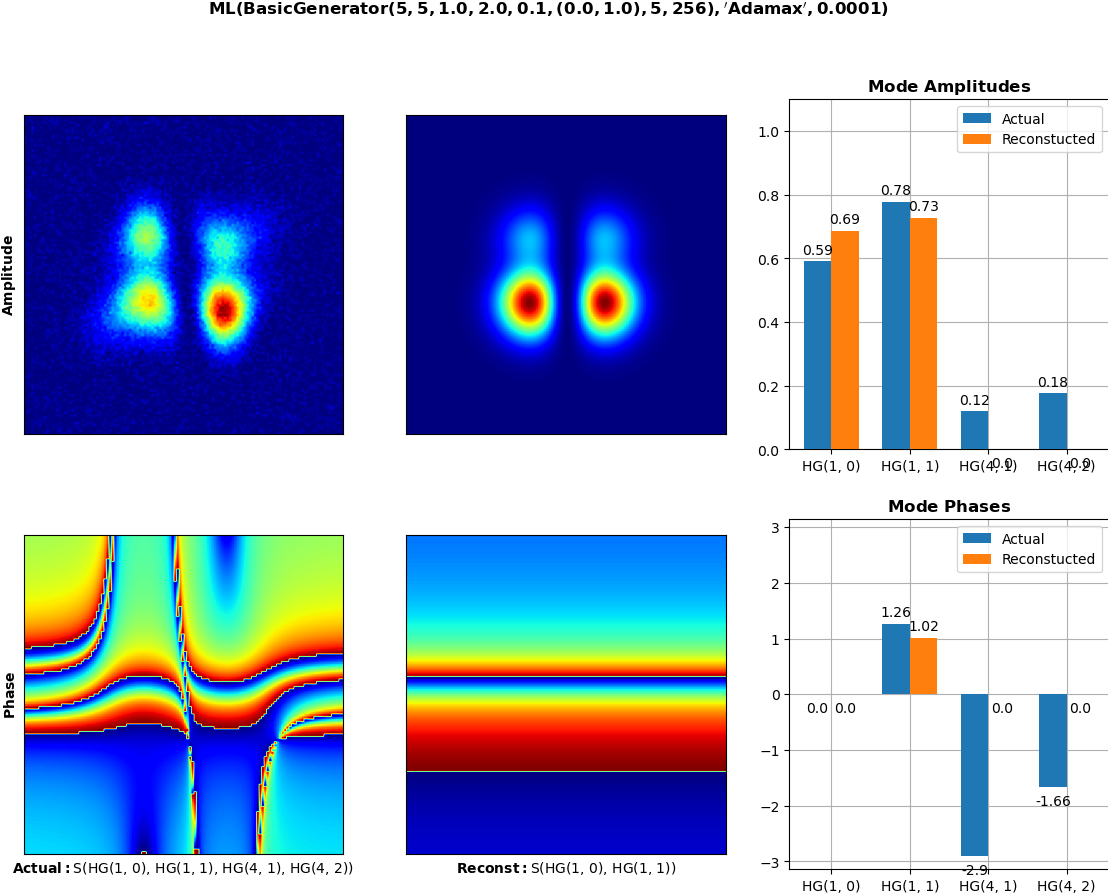 ML(BasicGenerator(5, 5, 1.0, 2.0, 0.1, (0.0, 1.0), 5, 256), ′Adamax′, 0.0001)
Amplitude
Mode Amplitudes
Actual
Reconstucted
1.0
0.8
0.6
0.4
0.2
0.0
0.59
0.69
0.78
0.73
0.12
0.0
0.18
0.0
HG(1, 0)
HG(1, 1)
HG(4, 1)
HG(4, 2)
Phase
Actual: S(HG(1, 0), HG(1, 1), HG(4, 1), HG(4, 2))
Reconst: S(HG(1, 0), HG(1, 1))
Mode Phases
Actual
Reconstucted
3
2
1
0
−1
−2
−3
0.0
0.0
1.26
1.02
-2.9
0.0
-1.66
0.0
HG(1, 0)
HG(1, 1)
HG(4, 1)
HG(4, 2)